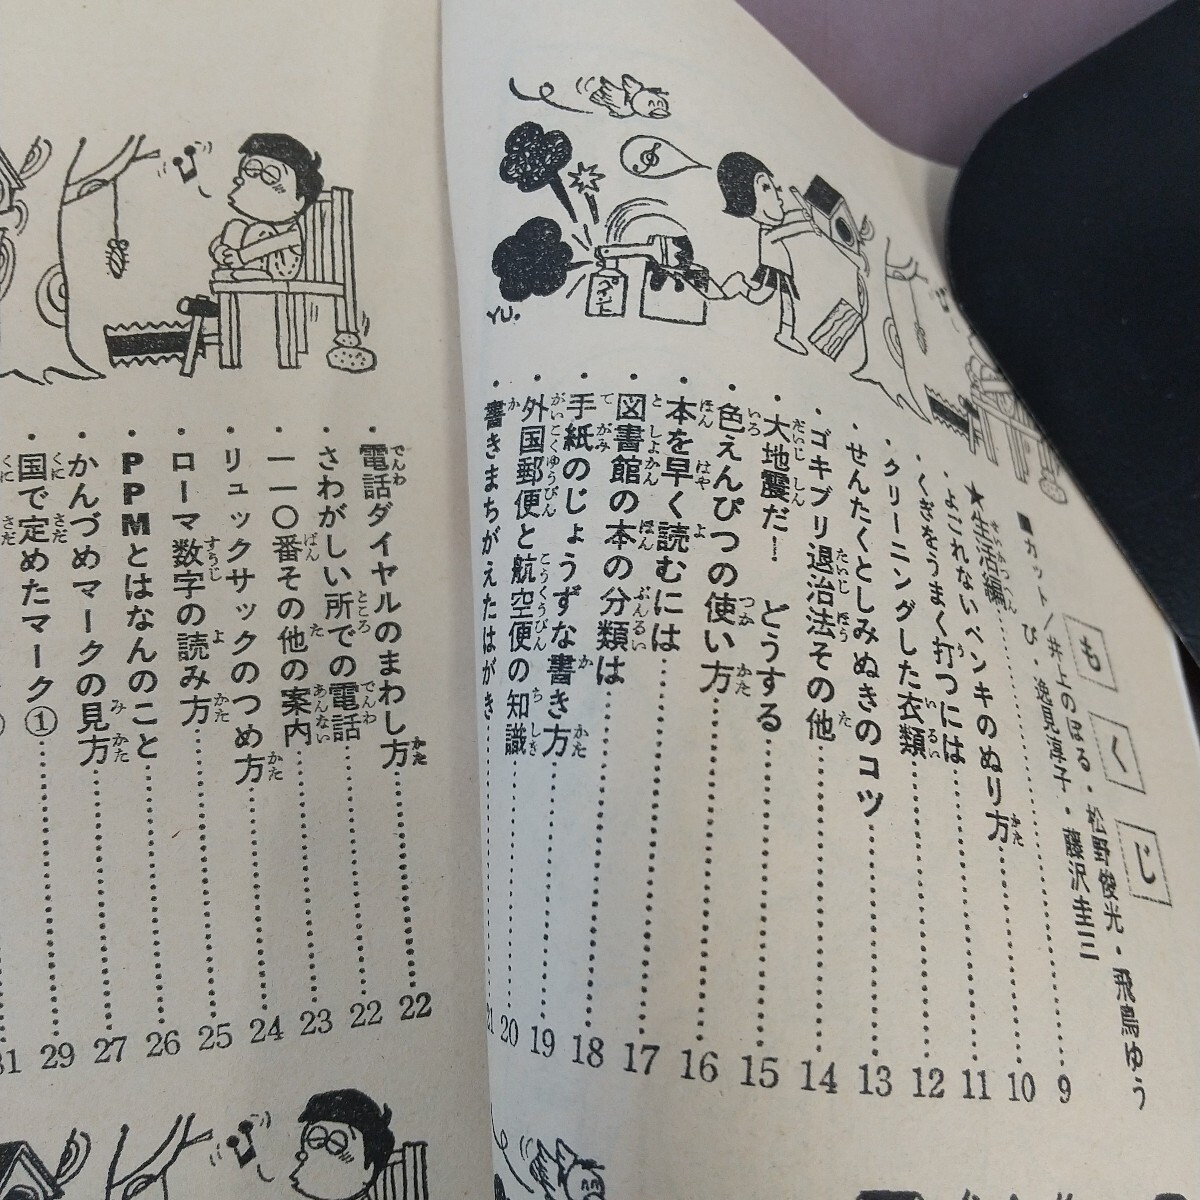 もくじ
■カット／井上のぼる・松野俊光・飛鳥ゆう
び 逸見淳子・藤沢圭三
★生活編……9
・よごれないペンキのぬり方……10
・くぎをうまく打つには……11
・クリーニングした衣類……12
・せんたくとしみぬきのコツ……13
・ゴキブリ退治法その他……14
・大地震だ！ どうする……15
・色えんぴつの使い方……16
・本を早く読むには……17
・図書館の本の分類は……18
・手紙のじょうずな書き方……19
・外国郵便と航空便の知識……20
・書きまちがえたはがき……21
ペイント
YU.
・電話ダイヤルのまわし方……22
・さわがしい所での電話……22
・一一〇番その他の案内……23
・リュックサックのつめ方……24
・ローマ数字の読み方……25
・PPMとはなんのこと……26
・かんづめマークの見方……27
・国で定めたマーク①……29